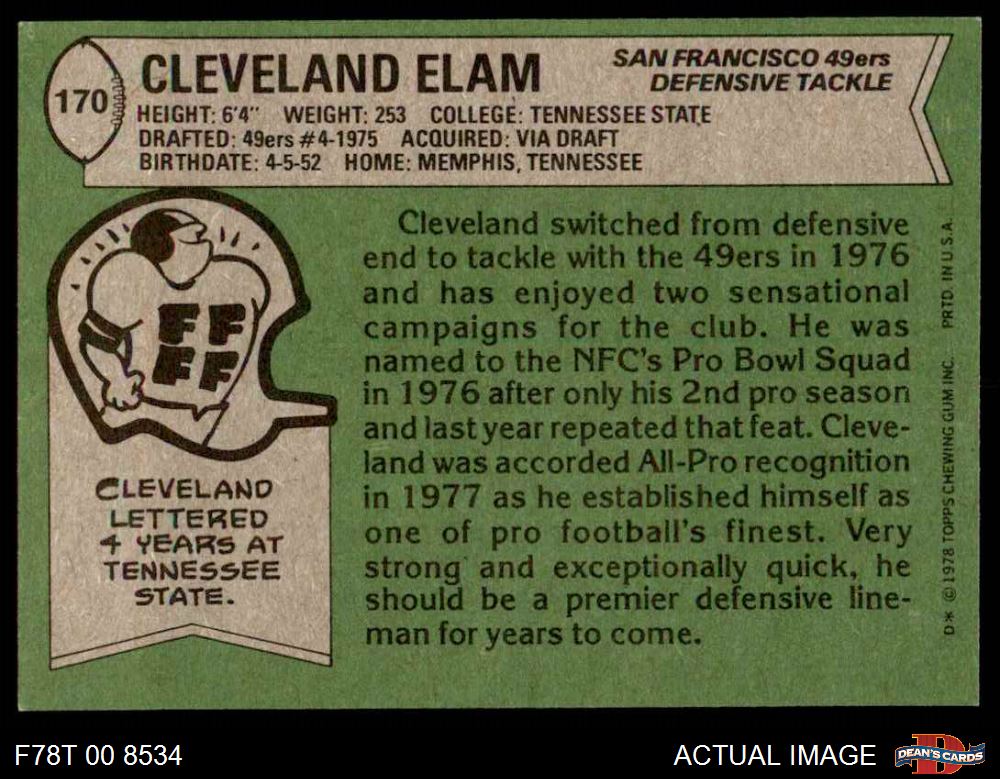 170
CLEVELAND ELAM
SAN FRANCISCO 49ers
DEFENSIVE TACKLE
HEIGHT: 6'4" WEIGHT: 253 COLLEGE: TENNESSEE STATE
DRAFTED: 49ers #4-1975 ACQUIRED: VIA DRAFT
BIRTHDATE: 4-5-52 HOME: MEMPHIS, TENNESSEE
FF
FF
CLEVELAND
LETTERED
4 YEARS AT
TENNESSEE
STATE.
Cleveland switched from defensive
end to tackle with the 49ers in 1976
and has enjoyed two sensational
campaigns for the club. He was
named to the NFC's Pro Bowl Squad
in 1976 after only his 2nd pro season
and last year repeated that feat. Cleve-
land was accorded All-Pro recognition
in 1977 as he established himself as
one of pro football's finest. Very
strong and exceptionally quick, he
should be a premier defensive line-
man for years to come.
D* © 1978 TOPPS CHEWING GUM INC. PRTD. IN U.S.A.
F78T 00 8534
ACTUAL IMAGE
DEAN'S CARDS